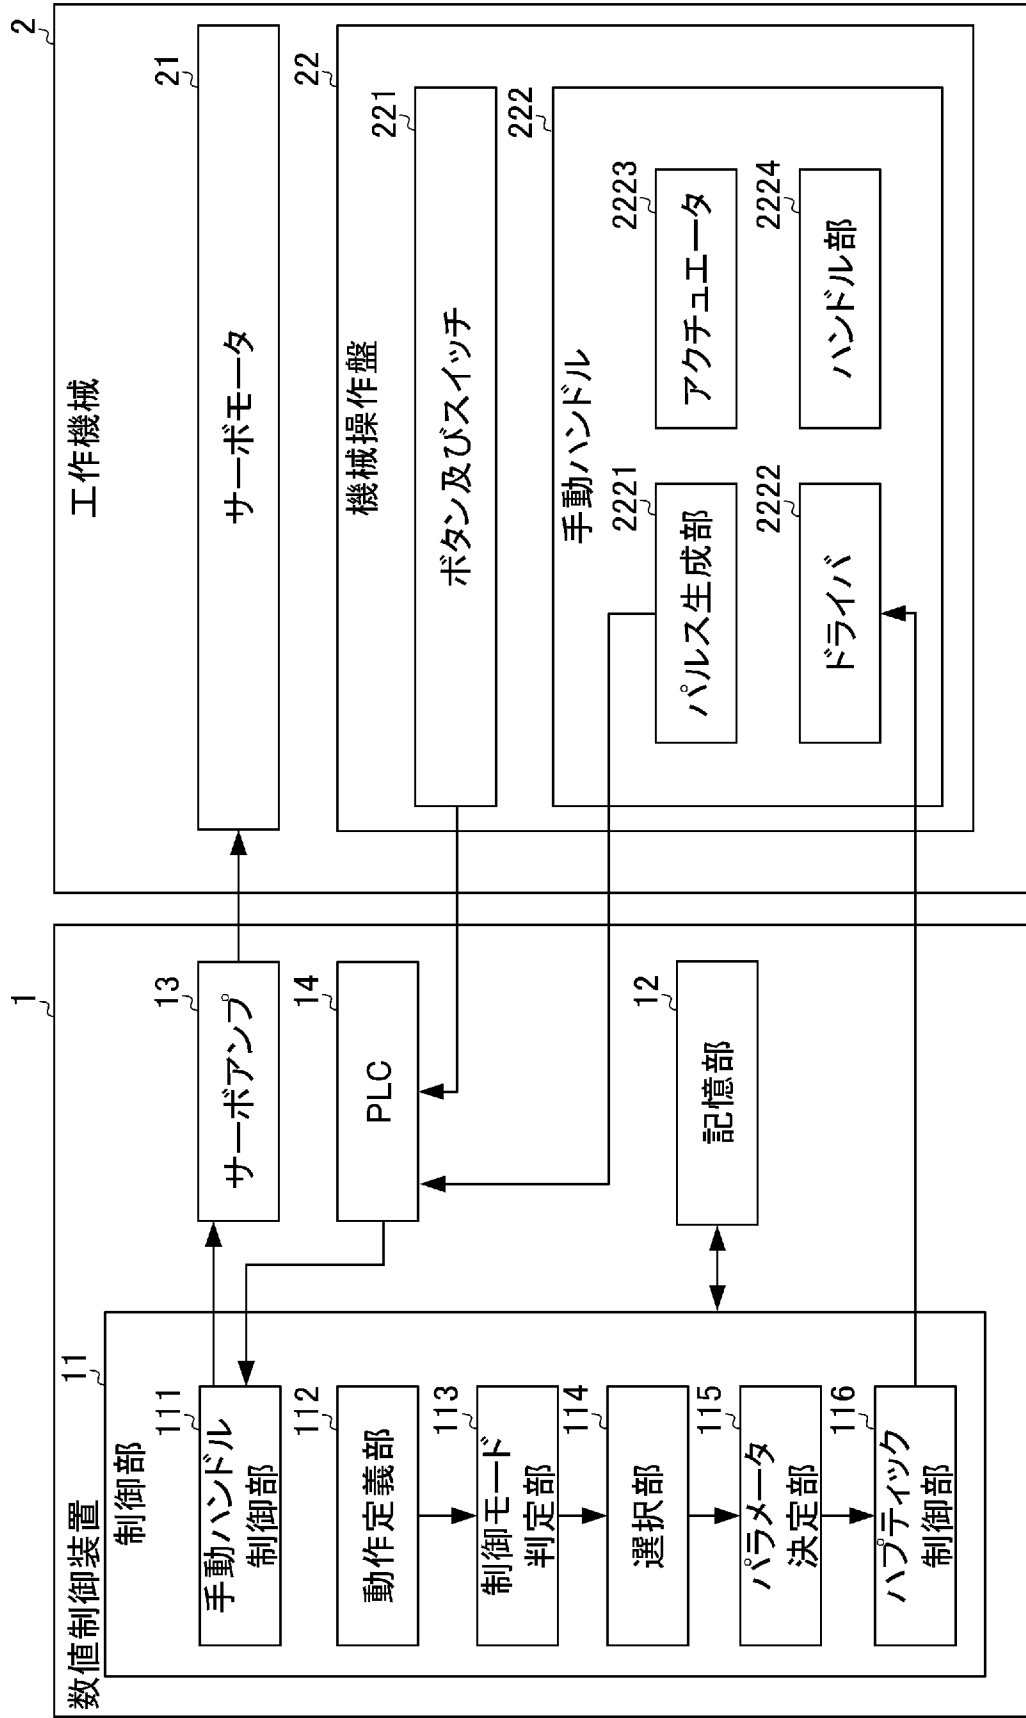 数値制御装置
1
制御部
11
手動ハンドル
制御部
111
動作定義部
112
制御モード
判定部
113
選択部
114
パラメータ
決定部
115
ハプティック
制御部
116
サーボアンプ
13
PLC
14
記憶部
12
工作機械
2
サーボモータ
21
機械操作盤
22
ボタン及びスイッチ
221
手動ハンドル
222
パルス生成部
2221
アクチュエータ
2223
ドライバ
2222
ハンドル部
2224